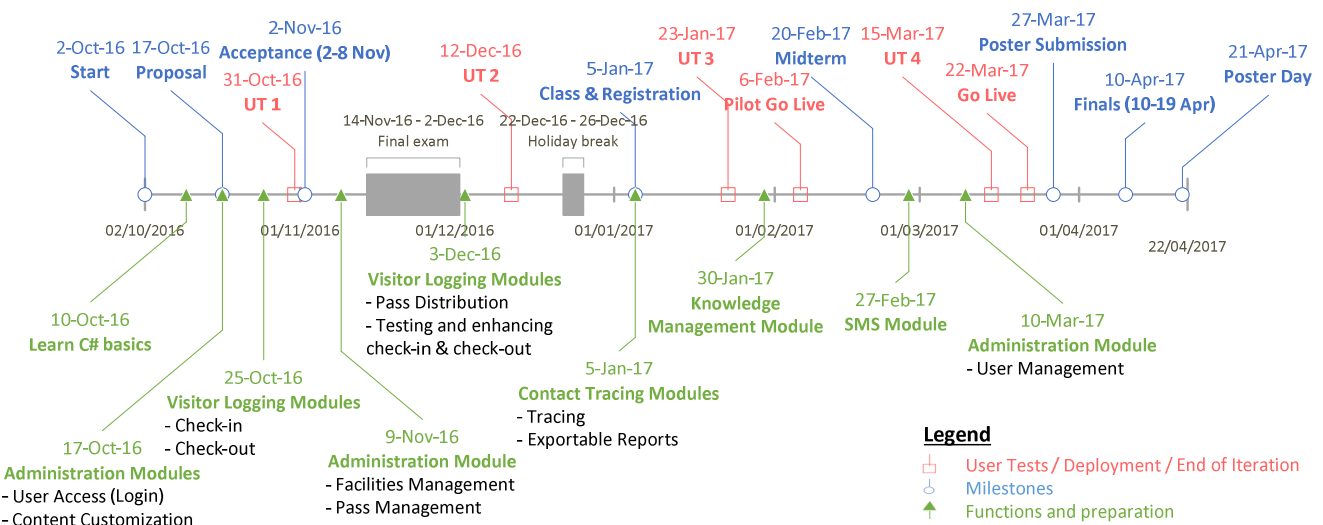 2-Oct-16
Start
17-Oct-16
Proposal
31-Oct-16
UT 1
2-Nov-16
Acceptance (2-8 Nov)
14-Nov-16 - 2-Dec-16
Final exam
12-Dec-16
UT 2
22-Dec-16 - 26-Dec-16
Holiday break
5-Jan-17
Class & Registration
23-Jan-17
UT 3
6-Feb-17
Pilot Go Live
20-Feb-17
Midterm
15-Mar-17
UT 4
22-Mar-17
Go Live
27-Mar-17
Poster Submission
10-Apr-17
Finals (10-19 Apr)
21-Apr-17
Poster Day
02/10/2016
01/11/2016
01/12/2016
01/01/2017
01/02/2017
01/03/2017
01/04/2017
22/04/2017
10-Oct-16
Learn C# basics
17-Oct-16
Administration Modules
- User Access (Login)
- Content Customization
25-Oct-16
Visitor Logging Modules
- Check-in
- Check-out
9-Nov-16
Administration Module
- Facilities Management
- Pass Management
3-Dec-16
Visitor Logging Modules
- Pass Distribution
- Testing and enhancing
check-in & check-out
5-Jan-17
Contact Tracing Modules
- Tracing
- Exportable Reports
30-Jan-17
Knowledge
Management Module
27-Feb-17
SMS Module
10-Mar-17
Administration Module
- User Management
Legend
User Tests / Deployment / End of Iteration
Milestones
Functions and preparation